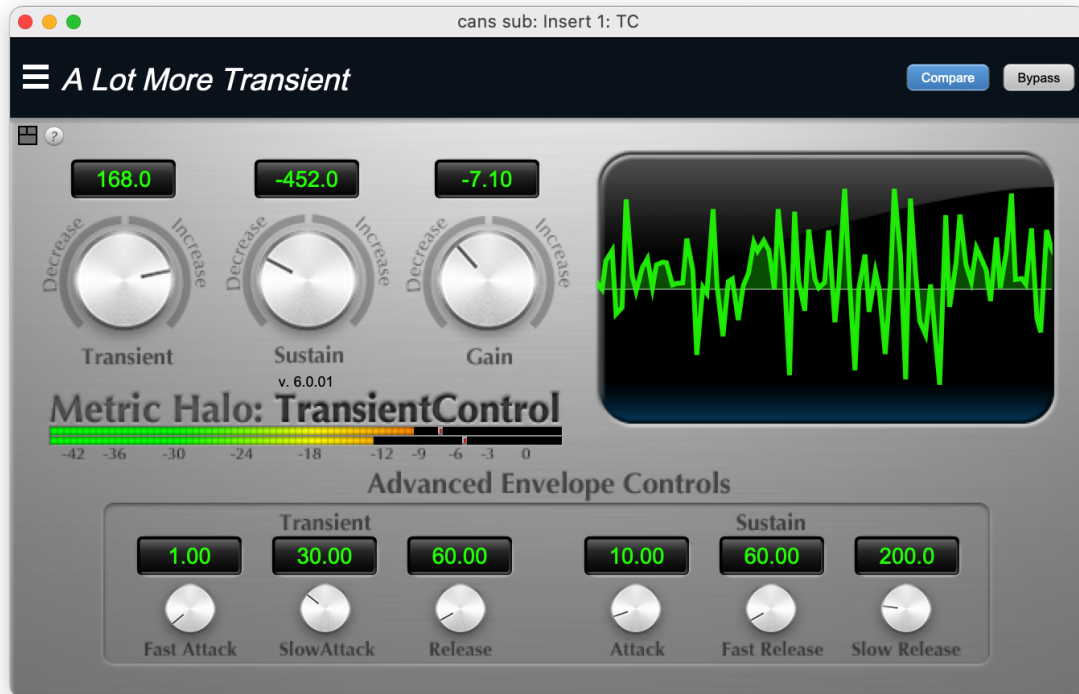 cans sub: Insert 1: TC
A Lot More Transient
Compare
Bypass
?
168.0
-452.0
-7.10
Decrease
Increase
Decrease
Increase
Decrease
Increase
Transient
Sustain
Gain
v. 6.0.01
Metric Halo: TransientControl
-42 -36 -30 -24 -18 -12 -9 -6 -3 0
Advanced Envelope Controls
Transient
Sustain
1.00
30.00
60.00
10.00
60.00
200.0
Fast Attack
SlowAttack
Release
Attack
Fast Release
Slow Release